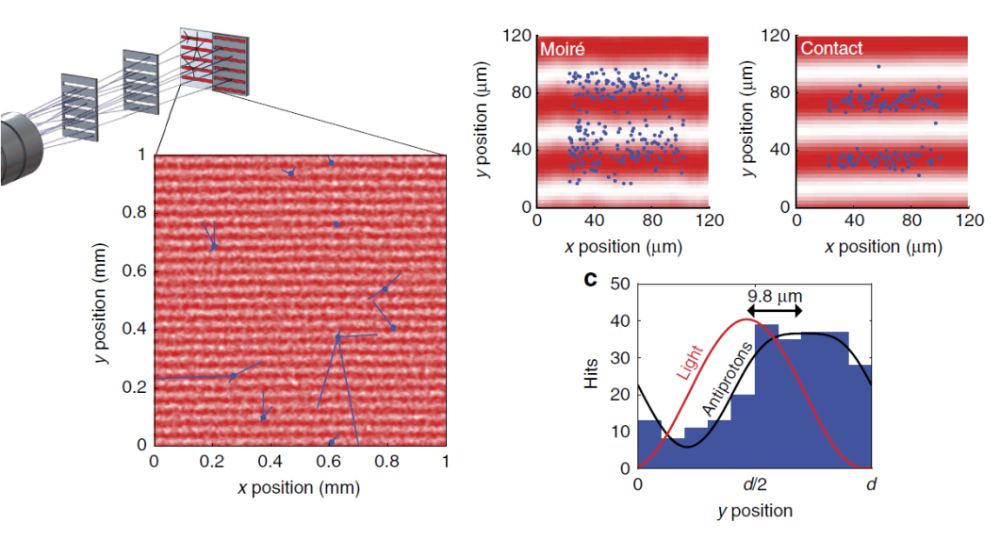 1
0.8
0.6
0.4
0.2
0
y position (mm)
0 0.2 0.4 0.6 0.8 1
x position (mm)
Moiré
120
80
40
0
y position (μm)
0 40 80 120
x position (μm)
Contact
120
80
40
0
y position (μm)
0 40 80 120
x position (μm)
c
50
40
30
20
10
0
Hits
9.8 μm
Light
Antiprotons
0 d/2 d
y position